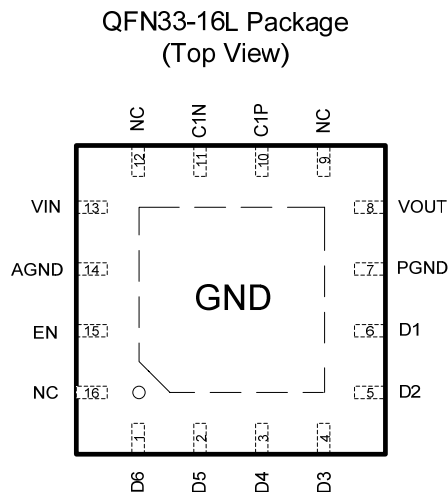 QFN33-16L Package
(Top View)
NC C1N C1P NC
12 11 10 9
VIN 13 8 VOUT
AGND 14 7 PGND
GND
EN 15 6 D1
NC 16 5 D2
1 2 3 4
D6 D5 D4 D3